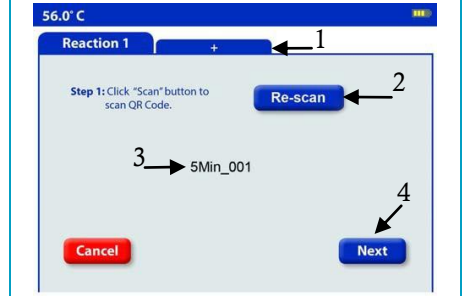 56.0° C
Reaction 1
+
1
Step 1: Click "Scan" button to
scan QR Code.
Re-scan
2
3
5Min_001
4
Cancel
Next